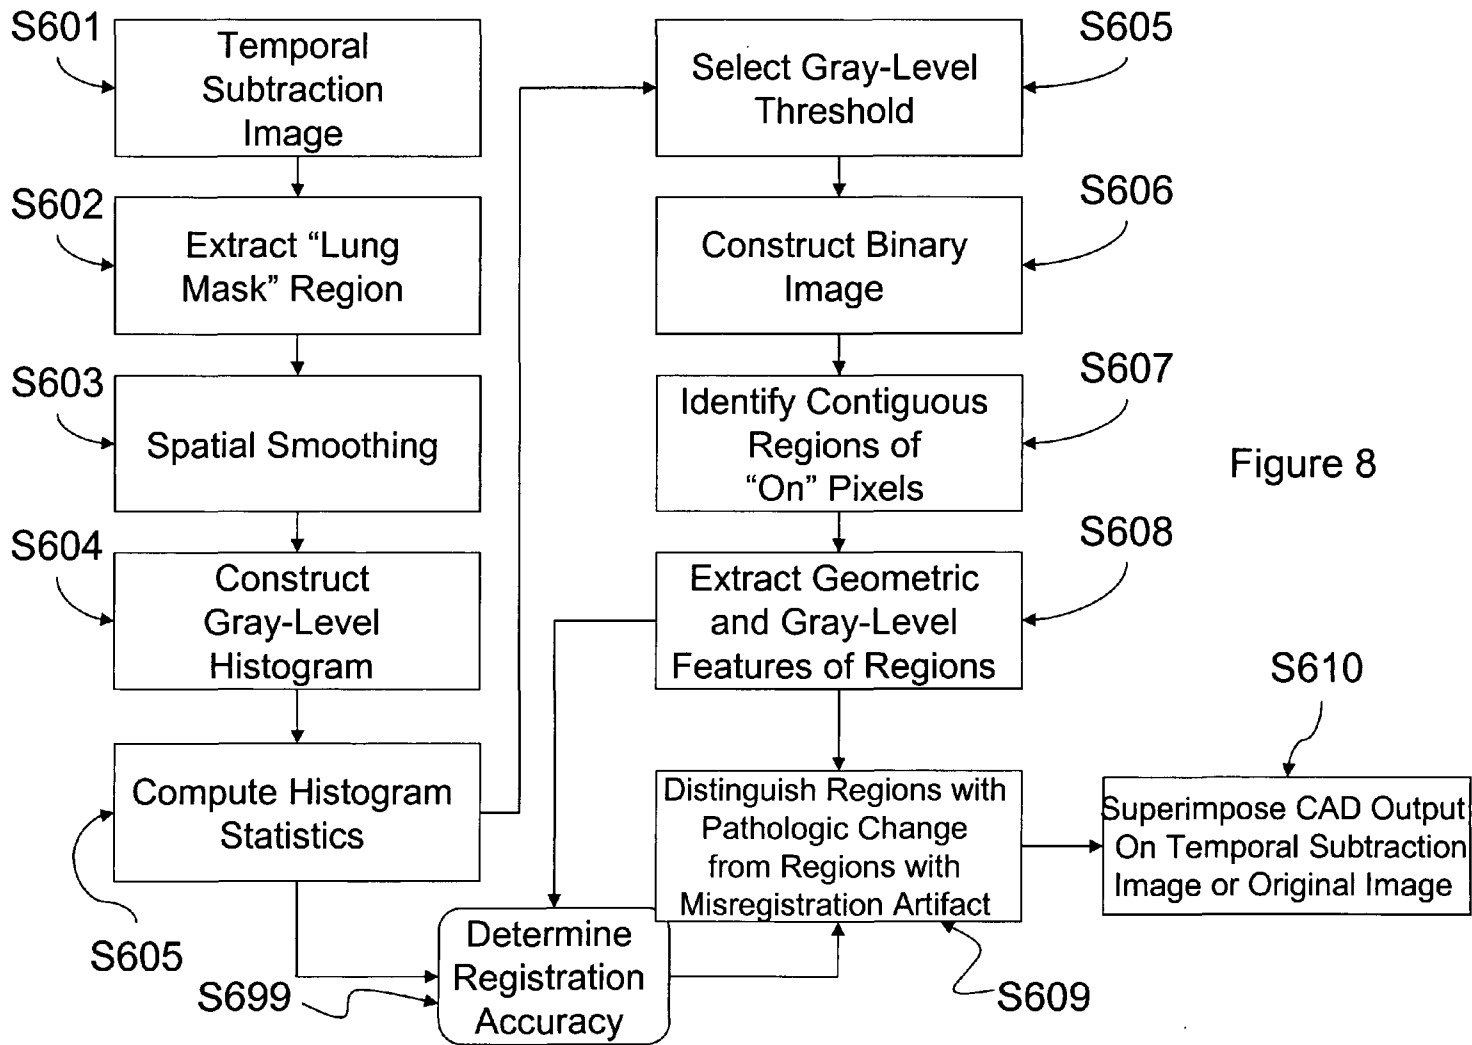 S601
Temporal
Subtraction
Image
S602
Extract “Lung
Mask” Region
S603
Spatial Smoothing
S604
Construct
Gray-Level
Histogram
Compute Histogram
Statistics
S605
S605
Select Gray-Level
Threshold
S606
Construct Binary
Image
S607
Identify Contiguous
Regions of
“On” Pixels
S608
Extract Geometric
and Gray-Level
Features of Regions
Distinguish Regions with
Pathologic Change
from Regions with
Misregistration Artifact
S609
Determine
Registration
Accuracy
S699
S610
Superimpose CAD Output
On Temporal Subtraction
Image or Original Image
Figure 8